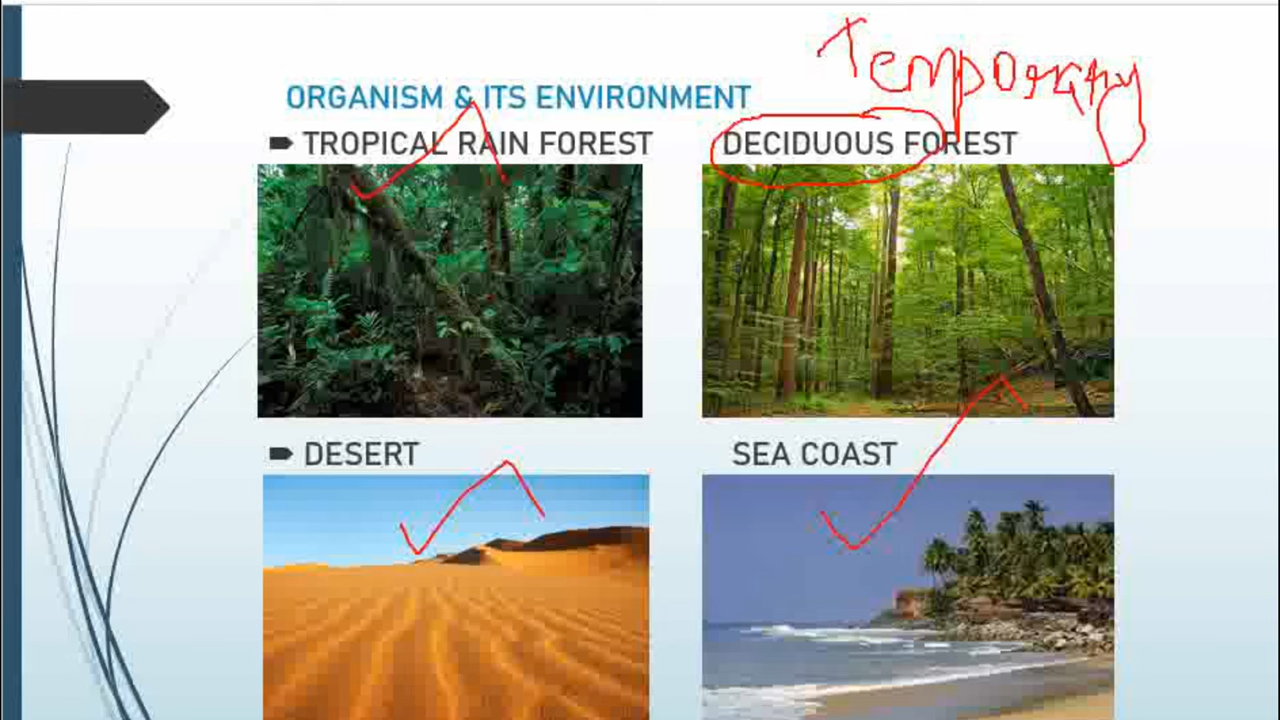 Temporary
ORGANISM & ITS ENVIRONMENT
TROPICAL RAIN FOREST
DECIDUOUS FOREST
DESERT
SEA COAST